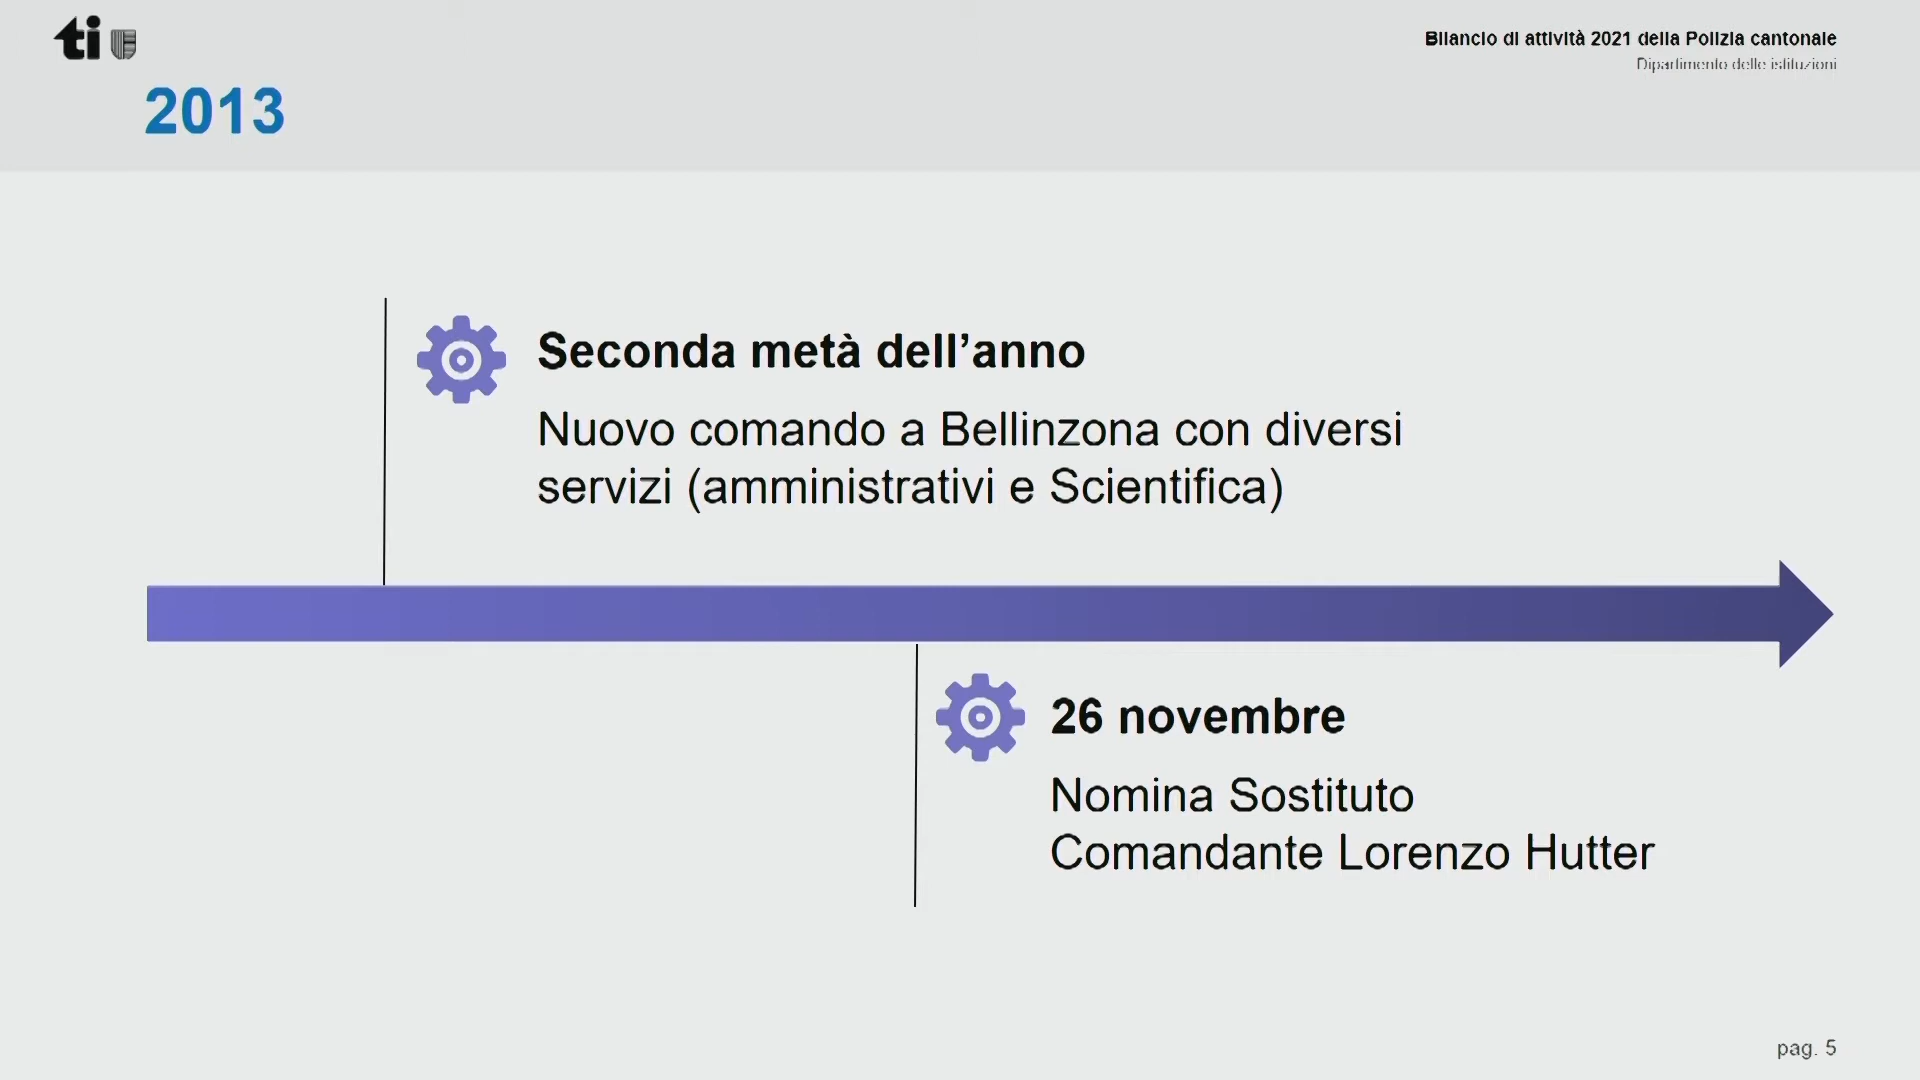 ti
Bilancio di attività 2021 della Polizia cantonale
Dipartimento delle istituzioni
2013
Seconda metà dell’anno
Nuovo comando a Bellinzona con diversi
servizi (amministrativi e Scientifica)
26 novembre
Nomina Sostituto
Comandante Lorenzo Hutter
pag. 5